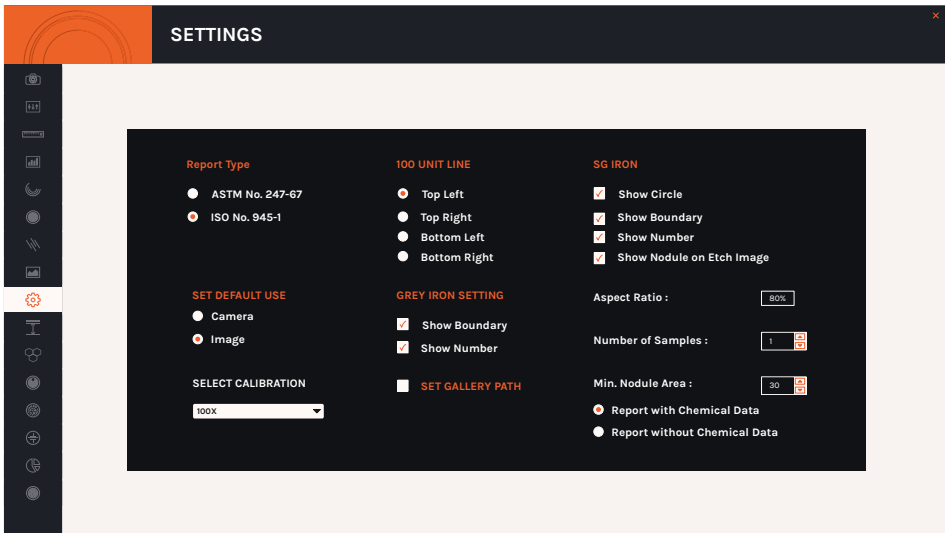 SETTINGS
Report Type
ASTM No. 247-67
ISO No. 945-1
100 UNIT LINE
Top Left
Top Right
Bottom Left
Bottom Right
SG IRON
Show Circle
Show Boundary
Show Number
Show Nodule on Etch Image
SET DEFAULT USE
Camera
Image
GREY IRON SETTING
Show Boundary
Show Number
Aspect Ratio : 80%
Number of Samples : 1
SELECT CALIBRATION
100X
SET GALLERY PATH
Min. Nodule Area : 30
Report with Chemical Data
Report without Chemical Data